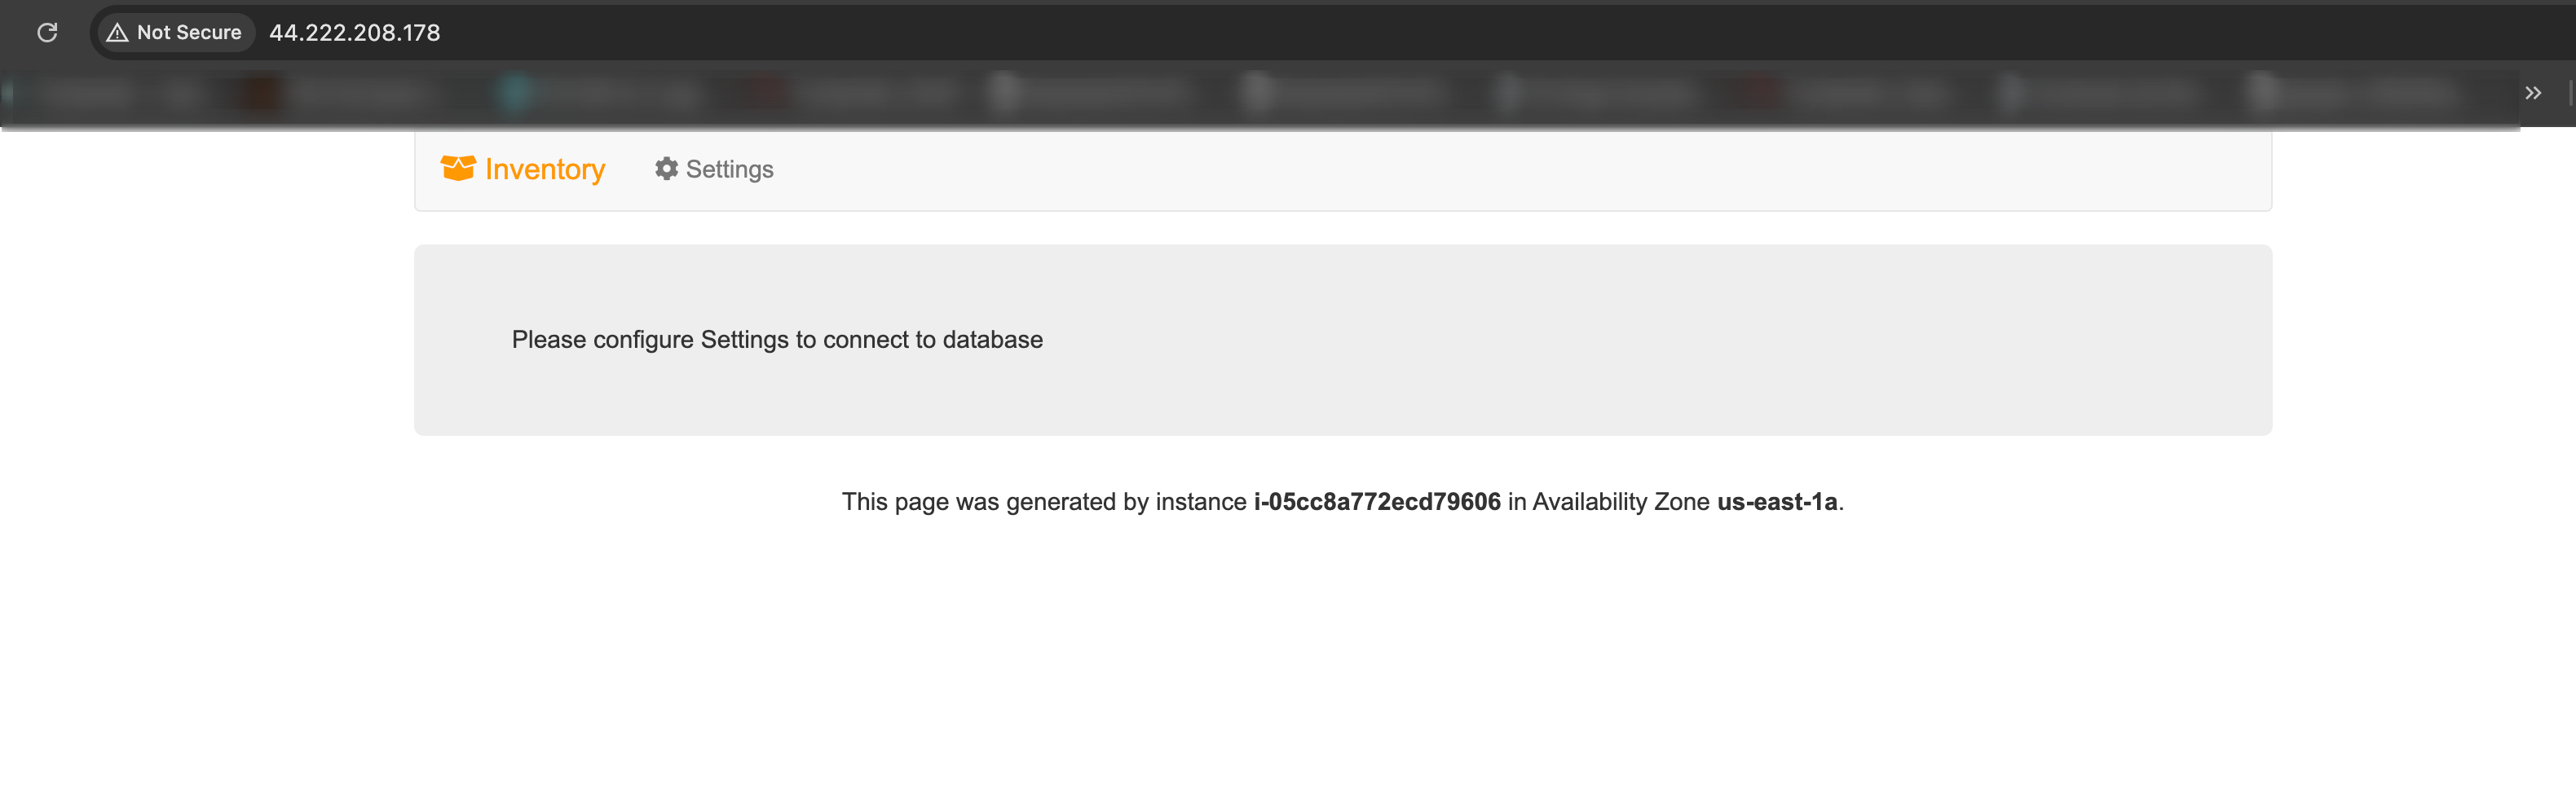 Not Secure 44.222.208.178
Inventory Settings
Please configure Settings to connect to database
This page was generated by instance i-05cc8a772ecd79606 in Availability Zone us-east-1a.